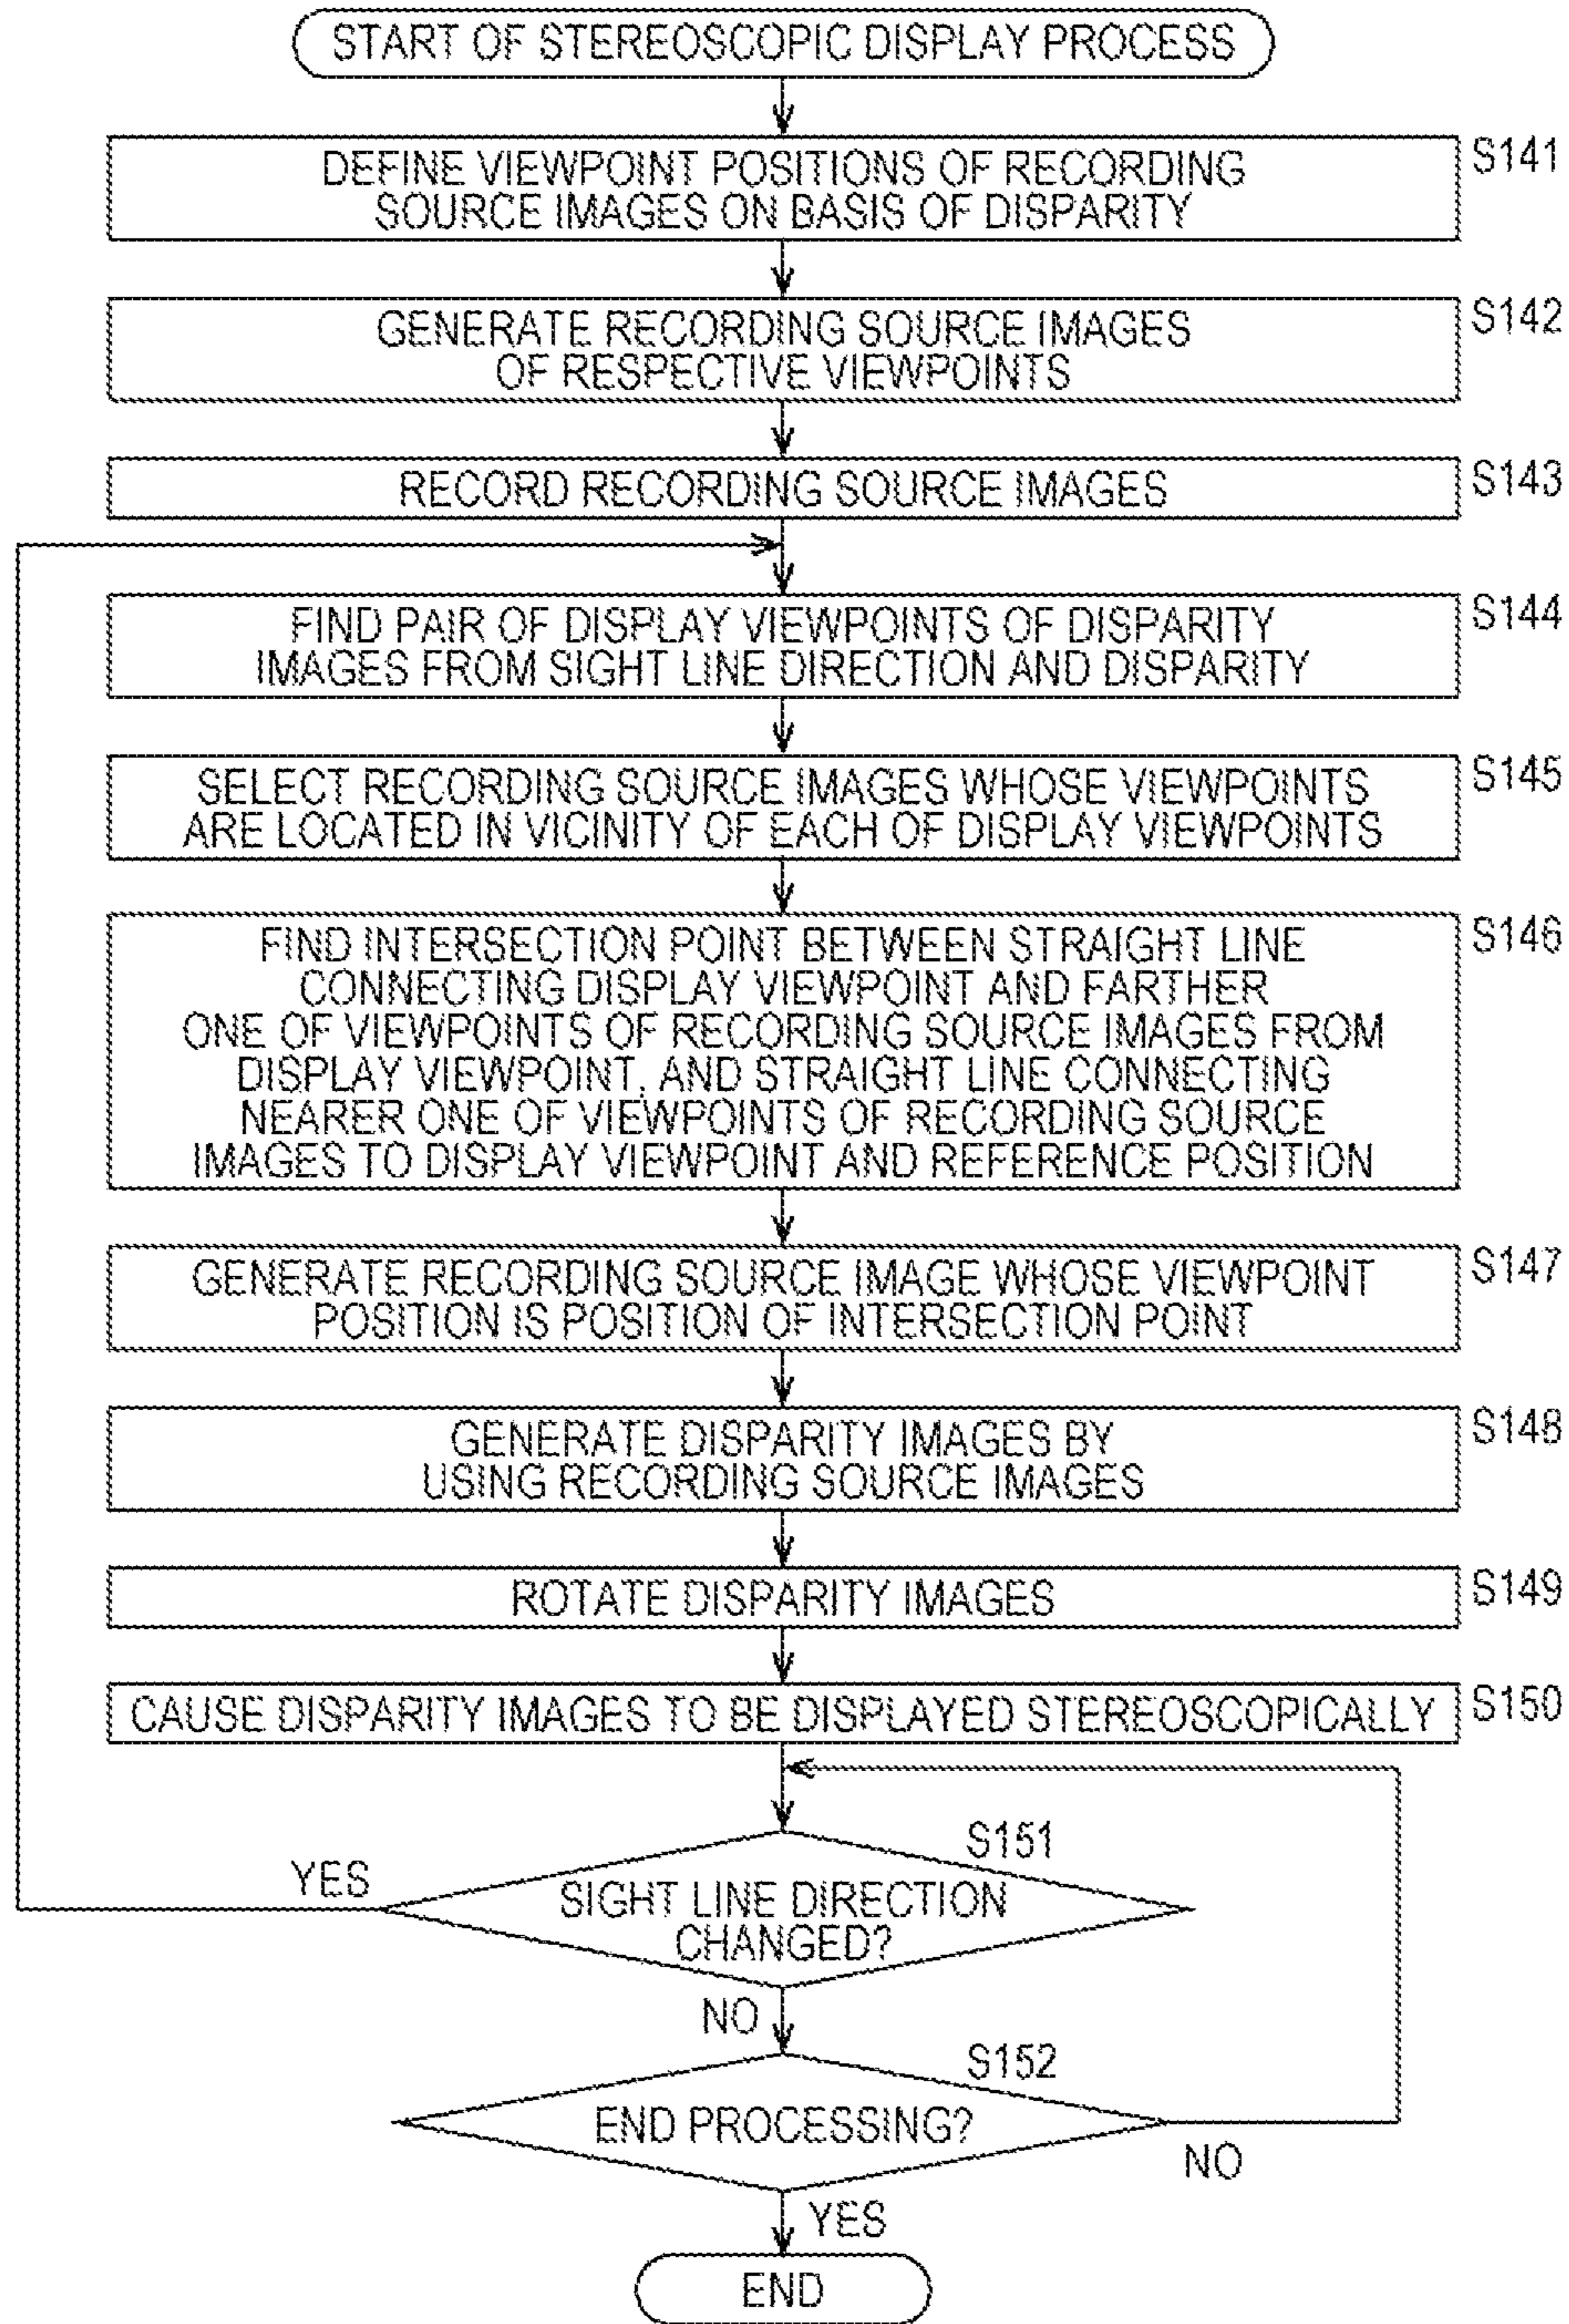 START OF STEREOSCOPIC DISPLAY PROCESS
DEFINE VIEWPOINT POSITIONS OF RECORDING
SOURCE IMAGES ON BASIS OF DISPARITY
S141
GENERATE RECORDING SOURCE IMAGES
OF RESPECTIVE VIEWPOINTS
S142
RECORD RECORDING SOURCE IMAGES
S143
FIND PAIR OF DISPLAY VIEWPOINTS OF DISPARITY
IMAGES FROM SIGHT LINE DIRECTION AND DISPARITY
S144
SELECT RECORDING SOURCE IMAGES WHOSE VIEWPOINTS
ARE LOCATED IN VICINITY OF EACH OF DISPLAY VIEWPOINTS
S145
FIND INTERSECTION POINT BETWEEN STRAIGHT LINE
CONNECTING DISPLAY VIEWPOINT AND FARTHER
ONE OF VIEWPOINTS OF RECORDING SOURCE IMAGES FROM
DISPLAY VIEWPOINT, AND STRAIGHT LINE CONNECTING
NEARER ONE OF VIEWPOINTS OF RECORDING SOURCE
IMAGES TO DISPLAY VIEWPOINT AND REFERENCE POSITION
S146
GENERATE RECORDING SOURCE IMAGE WHOSE VIEWPOINT
POSITION IS POSITION OF INTERSECTION POINT
S147
GENERATE DISPARITY IMAGES BY
USING RECORDING SOURCE IMAGES
S148
ROTATE DISPARITY IMAGES
S149
CAUSE DISPARITY IMAGES TO BE DISPLAYED STEREOSCOPICALLY
S150
S151
YES
SIGHT LINE DIRECTION
CHANGED?
NO
S152
END PROCESSING?
NO
YES
END